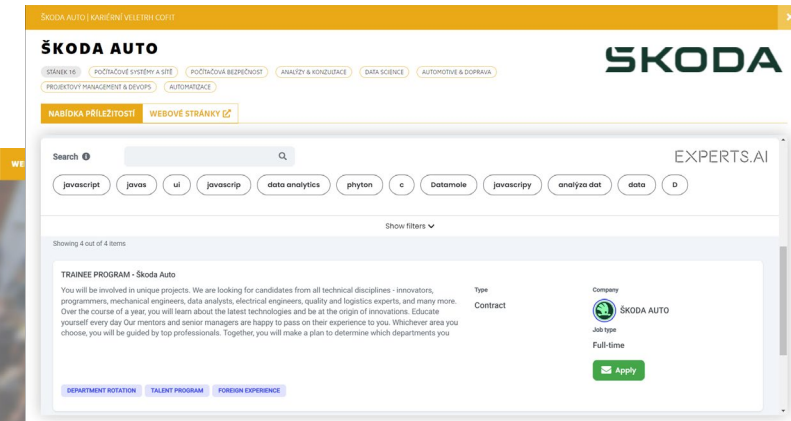 ŠKODA AUTO | KARIÉRNÍ VELETRH COFIT
ŠKODA AUTO
ŠKODA
STÁNEK 16 POČÍTAČOVÉ SYSTÉMY A SÍTĚ POČÍTAČOVÁ BEZPEČNOST ANALÝZY & KONZULTACE DATA SCIENCE AUTOMOTIVE & DOPRAVA
PROJEKTOVÝ MANAGEMENT & DEVOPS AUTOMATIZACE
NABÍDKA PŘÍLEŽITOSTÍ WEBOVÉ STRÁNKY
WE
Search
EXPERTS.AI
javascript javas ui javascrip data analytics phyton c Datamole javascripy analýza dat data D
Show filters
Showing 4 out of 4 items
TRAINEE PROGRAM - Škoda Auto
You will be involved in unique projects. We are looking for candidates from all technical disciplines - innovators,
programmers, mechanical engineers, data analysts, electrical engineers, quality and logistics experts, and many more.
Over the course of a year, you will learn about the latest technologies and be at the origin of innovations. Educate
yourself every day Our mentors and senior managers are happy to pass on their experience to you. Whichever area you
choose, you will be guided by top professionals. Together, you will make a plan to determine which departments you
Type
Contract
Company
ŠKODA AUTO
Job type
Full-time
Apply
DEPARTMENT ROTATION TALENT PROGRAM FOREIGN EXPERIENCE